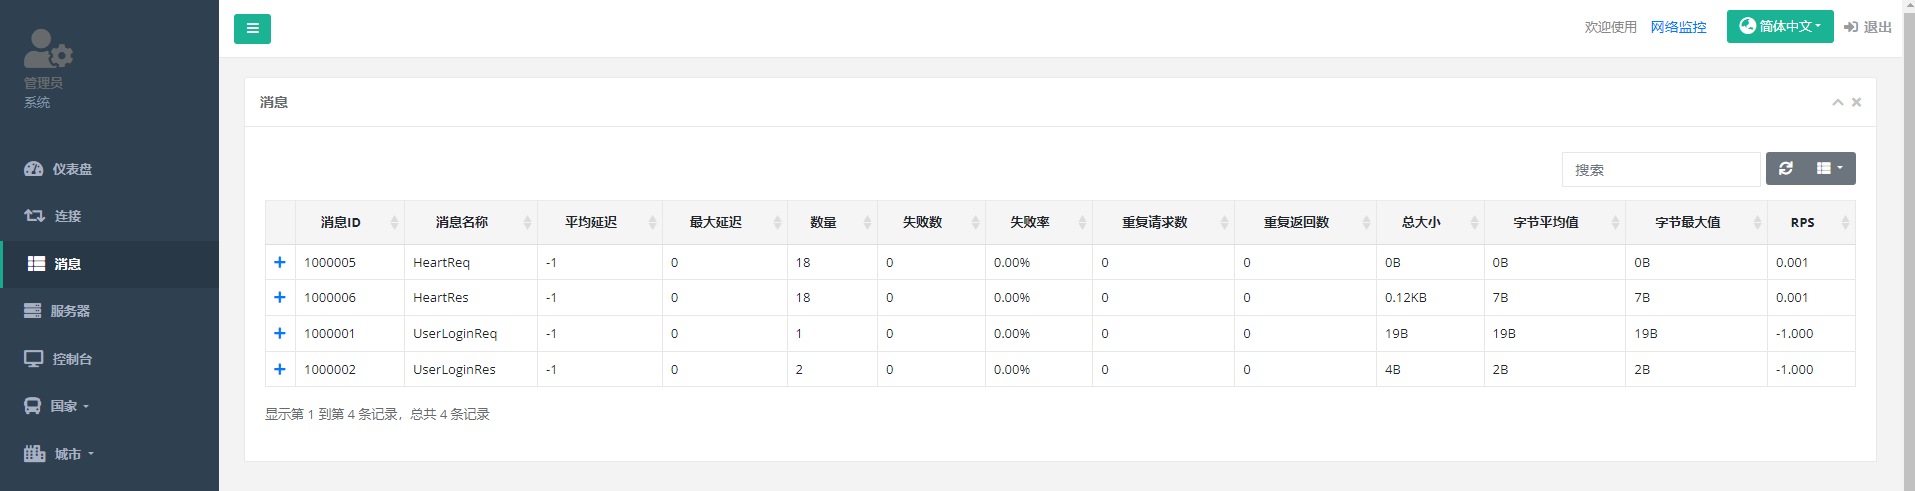 欢迎使用 网络监控 简体中文 退出
管理员
系统
仪表盘
连接
消息
服务器
控制台
国家
城市
消息
搜索
消息ID 消息名称 平均延迟 最大延迟 数量 失败数 失败率 重复请求数 重复返回数 总大小 字节平均值 字节最大值 RPS
1000005 HeartReq -1 0 18 0 0.00% 0 0 0B 0B 0B 0.001
1000006 HeartRes -1 0 18 0 0.00% 0 0 0.12KB 7B 7B 0.001
1000001 UserLoginReq -1 0 1 0 0.00% 0 0 19B 19B 19B -1.000
1000002 UserLoginRes -1 0 2 0 0.00% 0 0 4B 2B 2B -1.000
显示第 1 到第 4 条记录，总共 4 条记录